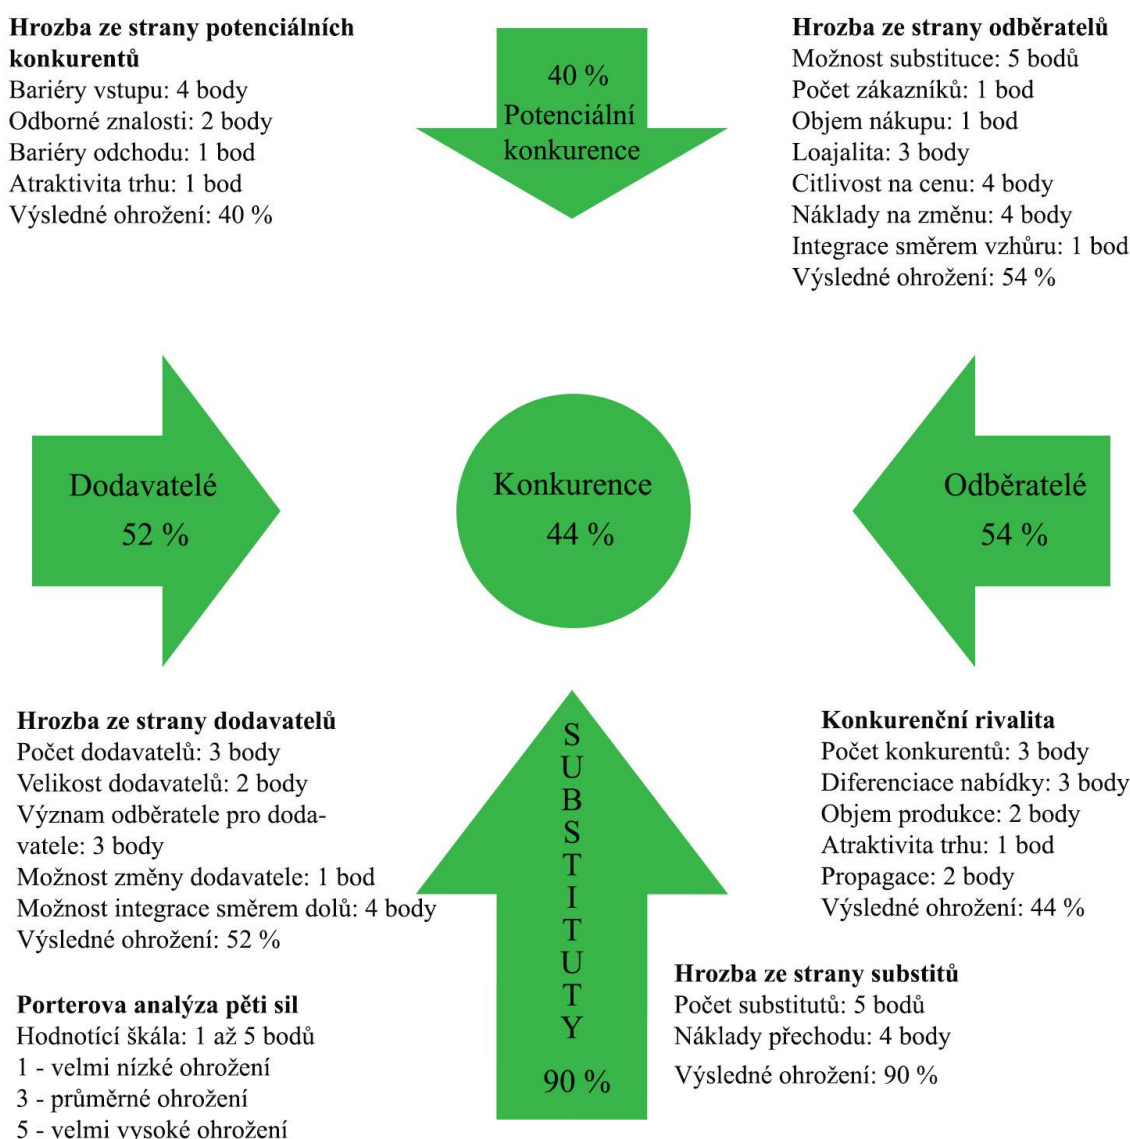 Hrozba ze strany potenciálních
konkurentů
Bariéry vstupu: 4 body
Odborné znalosti: 2 body
Bariéry odchodu: 1 bod
Atraktivita trhu: 1 bod
Výsledné ohrožení: 40 %
40 %
Potenciální
konkurence
Hrozba ze strany odběratelů
Možnost substituce: 5 bodů
Počet zákazníků: 1 bod
Objem nákupu: 1 bod
Loajalita: 3 body
Citlivost na cenu: 4 body
Náklady na změnu: 4 body
Integrace směrem vzhůru: 1 bod
Výsledné ohrožení: 54 %
Dodavatelé
52 %
Konkurence
44 %
Odběratelé
54 %
Hrozba ze strany dodavatelů
Počet dodavatelů: 3 body
Velikost dodavatelů: 2 body
Význam odběratele pro doda-
vatele: 3 body
Možnost změny dodavatele: 1 bod
Možnost integrace směrem dolů: 4 body
Výsledné ohrožení: 52 %
Porterova analýza pěti sil
Hodnotící škála: 1 až 5 bodů
1 - velmi nízké ohrožení
3 - průměrné ohrožení
5 - velmi vysoké ohrožení
SUBSTITUTY
90 %
Konkurenční rivalita
Počet konkurentů: 3 body
Diferenciace nabídky: 3 body
Objem produkce: 2 body
Atraktivita trhu: 1 bod
Propagace: 2 body
Výsledné ohrožení: 44 %
Hrozba ze strany substitů
Počet substitutů: 5 bodů
Náklady přechodu: 4 body
Výsledné ohrožení: 90 %